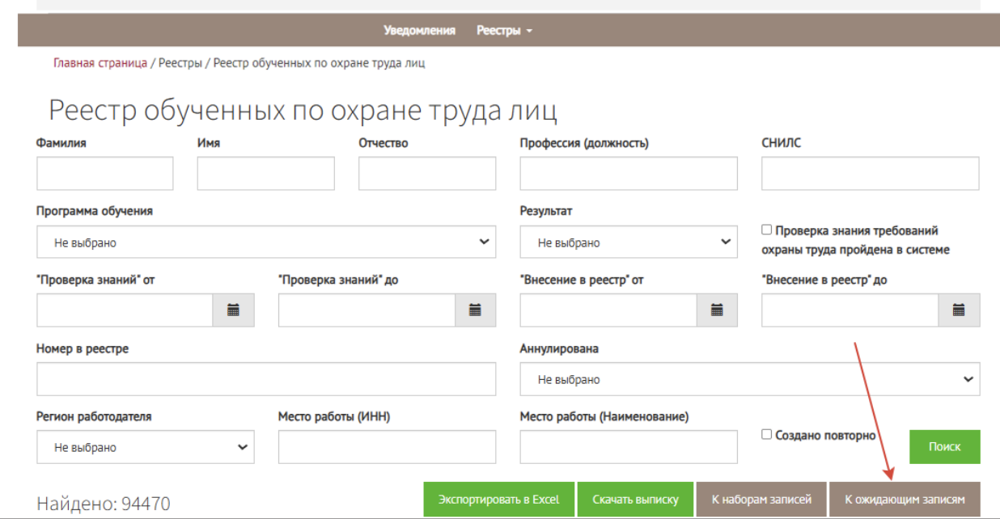 Уведомления Реестры
Главная страница / Реестры / Реестр обученных по охране труда лиц
Реестр обученных по охране труда лиц
Фамилия Имя Отчество Профессия (должность) СНИЛС
Программа обучения Результат
Не выбрано Не выбрано
Проверка знания требований
охраны труда пройдена в системе
"Проверка знаний" от "Проверка знаний" до "Внесение в реестр" от "Внесение в реестр" до
Номер в реестре Аннулирована
Не выбрано
Регион работодателя Место работы (ИНН) Место работы (Наименование)
Не выбрано Создано повторно Поиск
Найдено: 94470 Экспортировать в Excel Скачать выписку К наборам записей К ожидающим записям